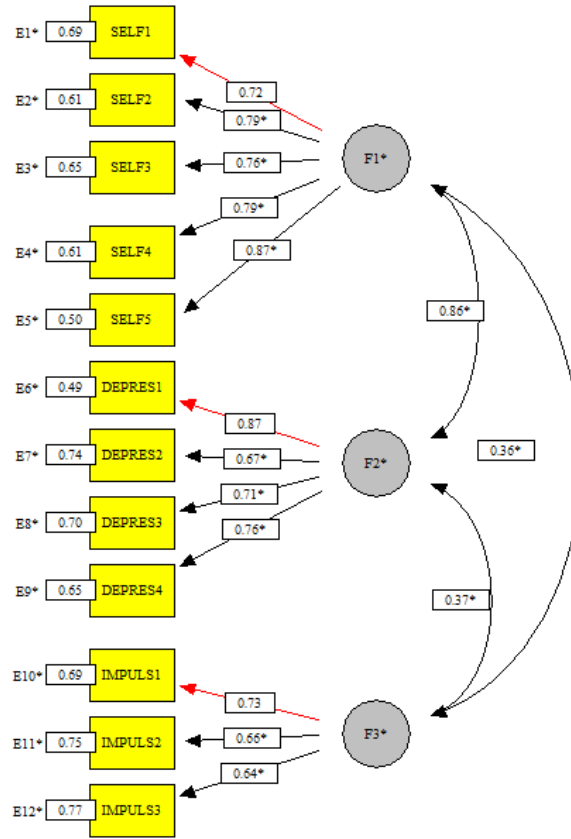 E1* 0.69 SELF1
0.72
E2* 0.61 SELF2
0.79*
E3* 0.65 SELF3
0.76*
F1*
E4* 0.61 SELF4
0.79*
0.87*
E5* 0.50 SELF5
0.86*
E6* 0.49 DEPRES1
0.87
E7* 0.74 DEPRES2
0.67*
F2*
0.36*
E8* 0.70 DEPRES3
0.71*
0.76*
E9* 0.65 DEPRES4
0.37*
E10* 0.69 IMPULS1
0.73
E11* 0.75 IMPULS2
0.66*
F3*
0.64*
E12* 0.77 IMPULS3